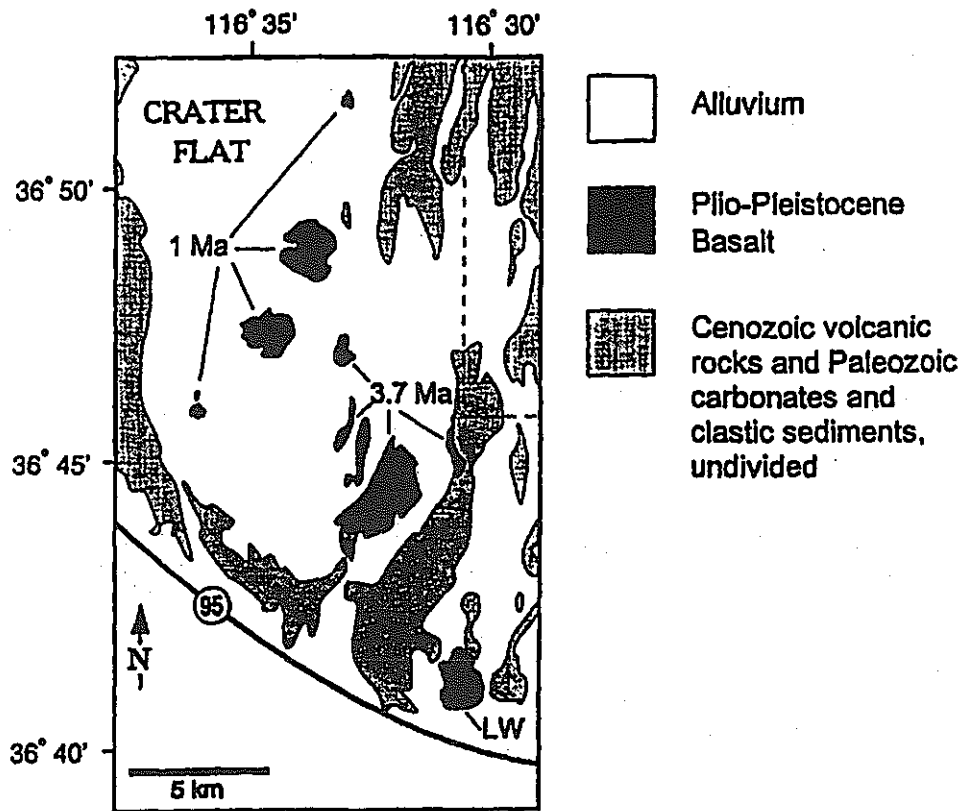 116° 35'
116° 30'
CRATER
FLAT
36° 50'
1 Ma
3.7 Ma
36° 45'
95
N
LW
36° 40'
5 km
Alluvium
Plio-Pleistocene
Basalt
Cenozoic volcanic
rocks and Paleozoic
carbonates and
clastic sediments,
undivided